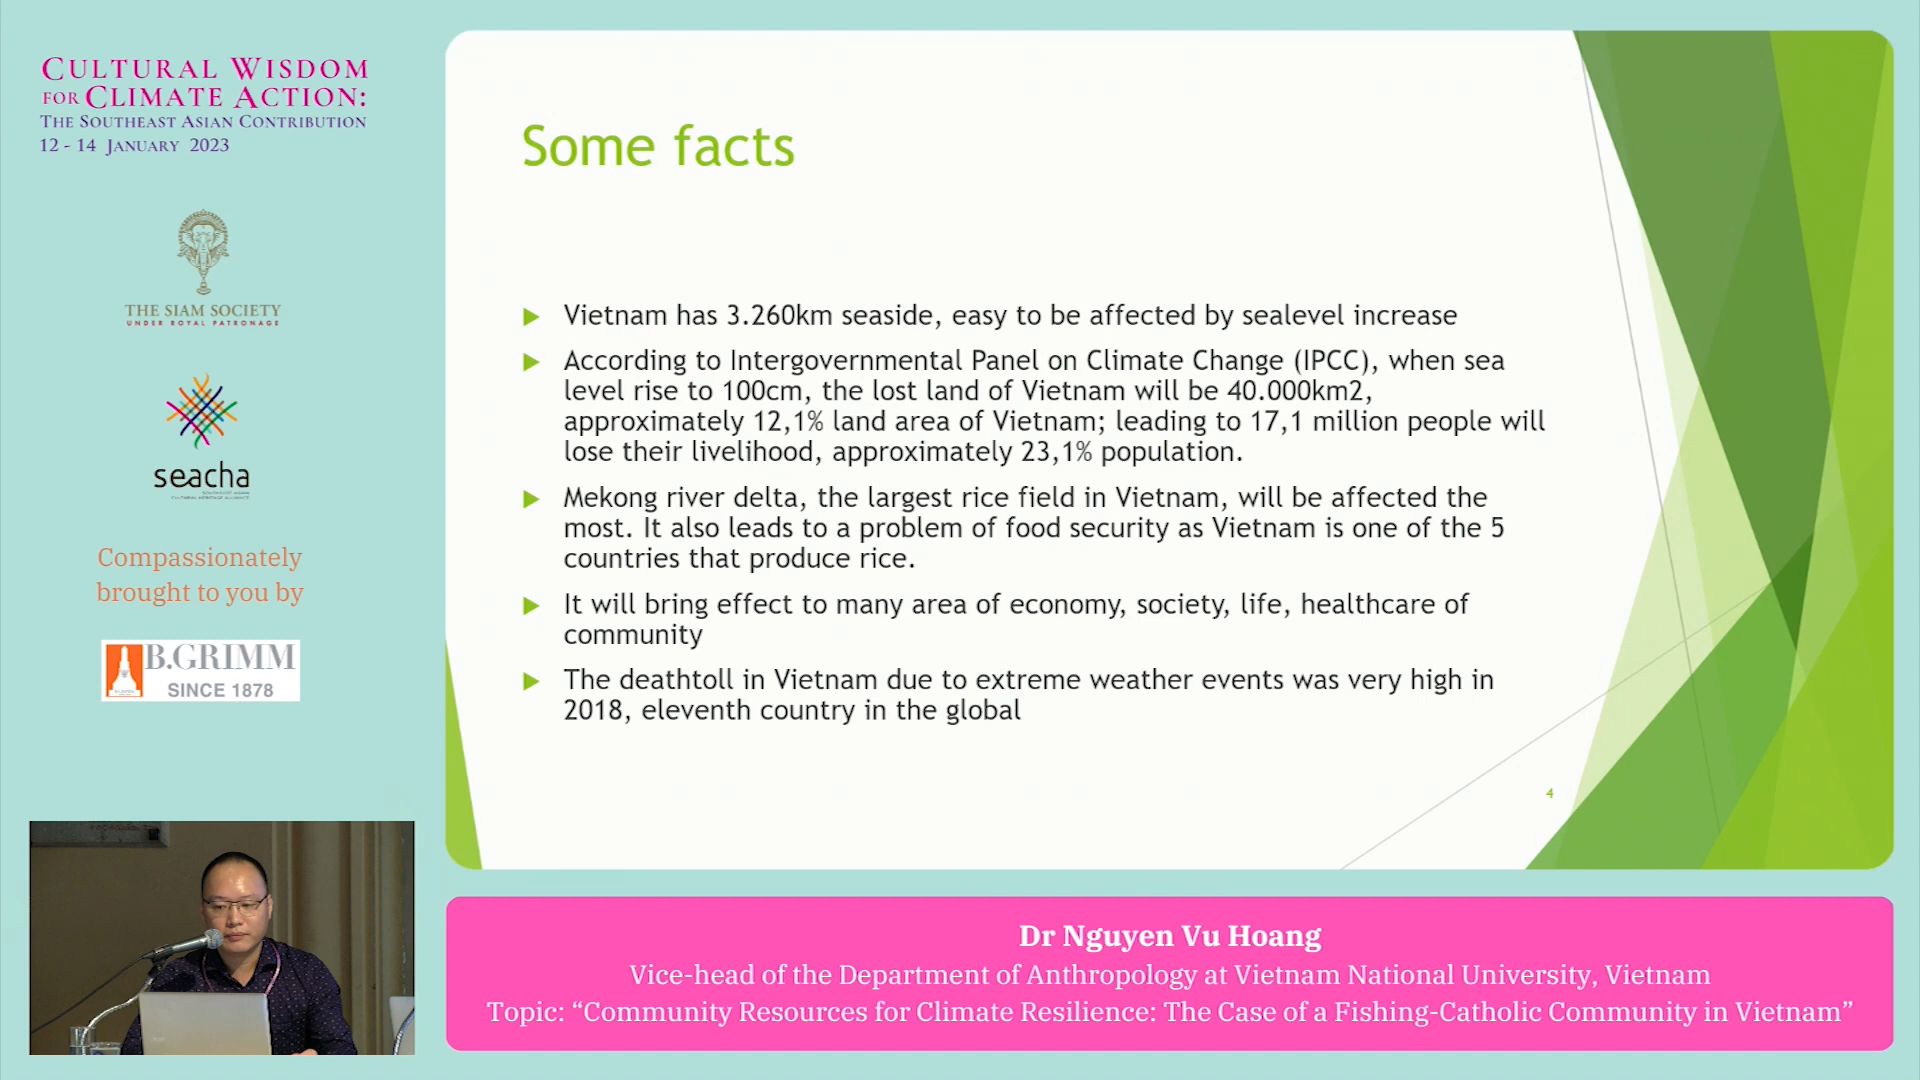 CULTURAL WISDOM
FOR CLIMATE ACTION:
THE SOUTHEAST ASIAN CONTRIBUTION
12 - 14 JANUARY 2023
THE SIAM SOCIETY
UNDER ROYAL PATRONAGE
seacha
SOUTHEAST ASIAN
CULTURAL HERITAGE ALLIANCE
Compassionately
brought to you by
B.GRIMM
SINCE 1878
Some facts
Vietnam has 3.260km seaside, easy to be affected by sealevel increase
According to Intergovernmental Panel on Climate Change (IPCC), when sea
level rise to 100cm, the lost land of Vietnam will be 40.000km2,
approximately 12,1% land area of Vietnam; leading to 17,1 million people will
lose their livelihood, approximately 23,1% population.
Mekong river delta, the largest rice field in Vietnam, will be affected the
most. It also leads to a problem of food security as Vietnam is one of the 5
countries that produce rice.
It will bring effect to many area of economy, society, life, healthcare of
community
The deathtoll in Vietnam due to extreme weather events was very high in
2018, eleventh country in the global
4
Dr Nguyen Vu Hoang
Vice-head of the Department of Anthropology at Vietnam National University, Vietnam
Topic: “Community Resources for Climate Resilience: The Case of a Fishing-Catholic Community in Vietnam”